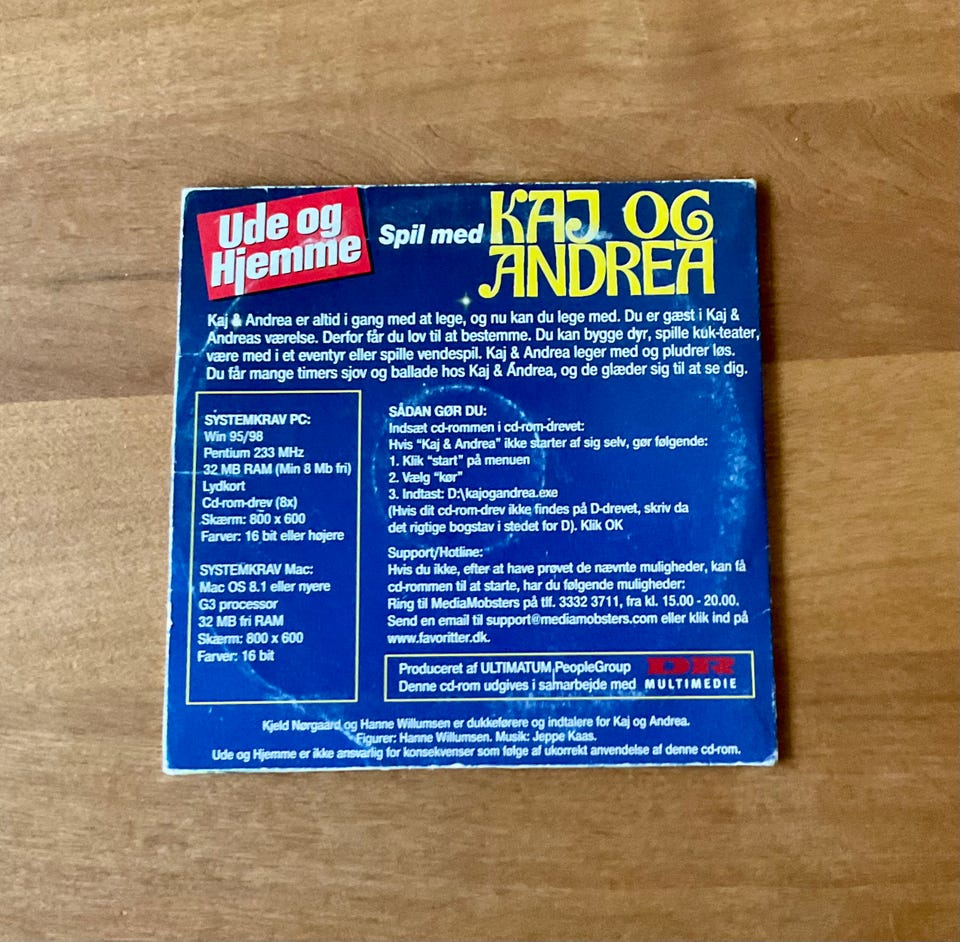 Ude og
Hjemme
Spil med
KAJ OG
ANDREA
Kaj & Andrea er altid i gang med at lege, og nu kan du lege med. Du er gæst i Kaj &
Andreas værelse. Derfor får du lov til at bestemme. Du kan bygge dyr, spille kuk-teater,
være med i et eventyr eller spille vendespil. Kaj & Andrea leger med og pludrer løs.
Du får mange timers sjov og ballade hos Kaj & Andrea, og de glæder sig til at se dig.
SYSTEMKRAV PC:
Win 95/98
Pentium 233 MHz
32 MB RAM (Min 8 Mb fri)
Lydkort
Cd-rom-drev (8x)
Skærm: 800 x 600
Farver: 16 bit eller højere
SYSTEMKRAV Mac:
Mac OS 8.1 eller nyere
G3 processor
32 MB fri RAM
Skærm: 800 x 600
Farver: 16 bit
SÅDAN GØR DU:
Indsæt cd-rommen i cd-rom-drevet:
Hvis “Kaj & Andrea” ikke starter af sig selv, gør følgende:
1. Klik “start” på menuen
2. Vælg “kør”
3. Indtast: D:\kajogandrea.exe
(Hvis dit cd-rom-drev ikke findes på D-drevet, skriv da
det rigtige bogstav i stedet for D). Klik OK
Support/Hotline:
Hvis du ikke, efter at have prøvet de nævnte muligheder, kan få
cd-rommen til at starte, har du følgende muligheder:
Ring til MediaMobsters på tlf. 3332 3711, fra kl. 15.00 - 20.00.
Send en email til support@mediamobsters.com eller klik ind på
www.favoritter.dk.
Produceret af ULTIMATUM,PeopleGroup
Denne cd-rom udgives i samarbejde med
DR
MULTIMEDIE
Kjeld Nørgaard og Hanne Willumsen er dukkeførere og indtalere for Kaj og Andrea.
Figurer: Hanne Willumsen. Musik: Jeppe Kaas.
Ude og Hjemme er ikke ansvarlig for konsekvenser som følge af ukorrekt anvendelse af denne cd-rom.